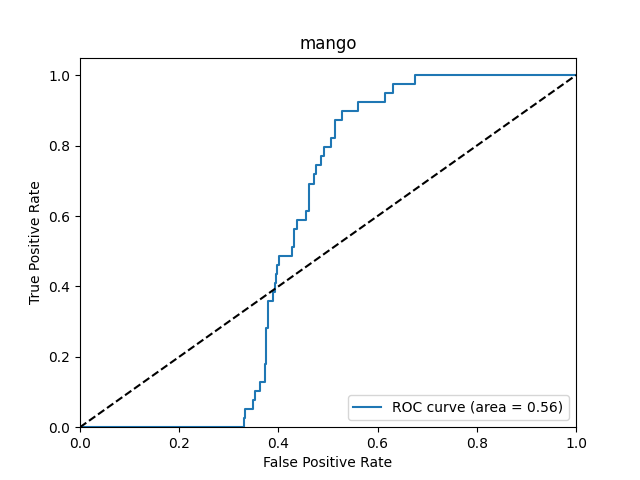 mango
1.0
0.8
0.6
0.4
0.2
0.0
True Positive Rate
ROC curve (area = 0.56)
0.0 0.2 0.4 0.6 0.8 1.0
False Positive Rate